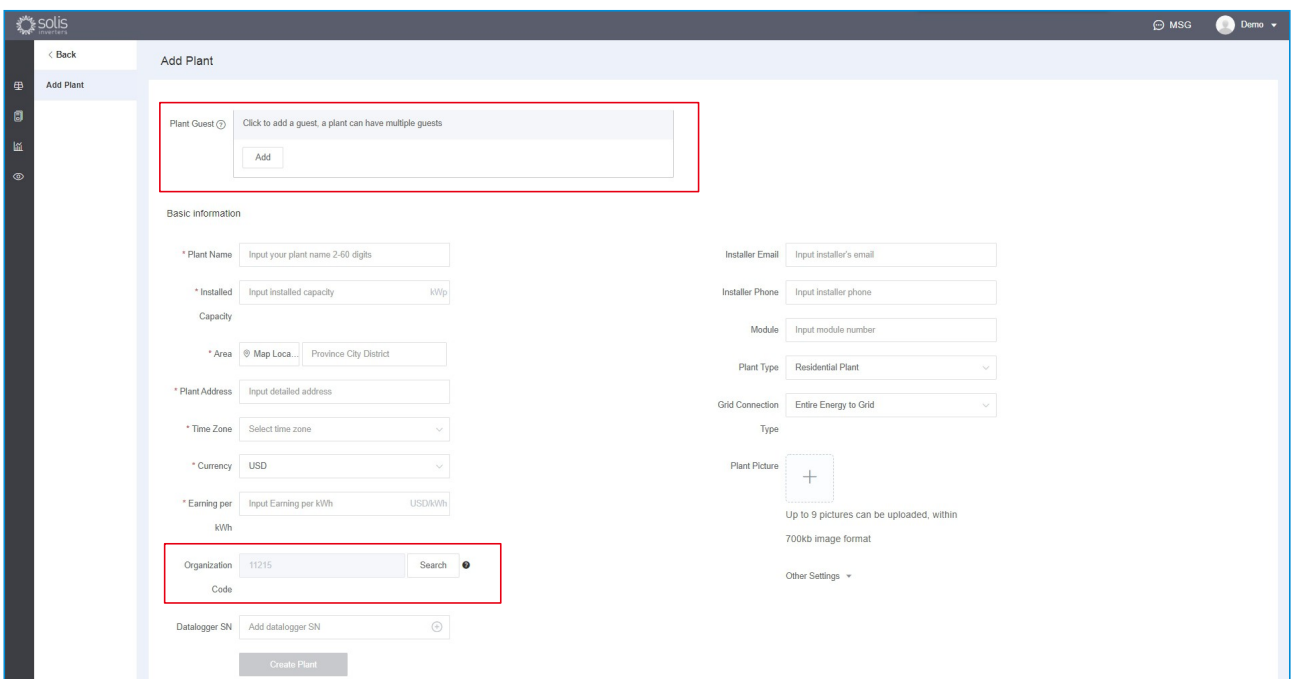 solis
inverters
MSG
Demo
< Back
Add Plant
Add Plant
Plant Guest ?
Click to add a guest, a plant can have multiple guests
Add
Basic information
* Plant Name
Input your plant name 2-60 digits
* Installed
Capacity
Input installed capacity
kWp
* Area
Map Loca...
Province City District
* Plant Address
Input detailed address
* Time Zone
Select time zone
* Currency
USD
* Earning per
kWh
Input Earning per kWh
USD/kWh
Organization
Code
11215
Search
?
Datalogger SN
Add datalogger SN
Create Plant
Installer Email
Input installer's email
Installer Phone
Input installer phone
Module
Input module number
Plant Type
Residential Plant
Grid Connection
Type
Entire Energy to Grid
Plant Picture
Up to 9 pictures can be uploaded, within
700kb image format
Other Settings